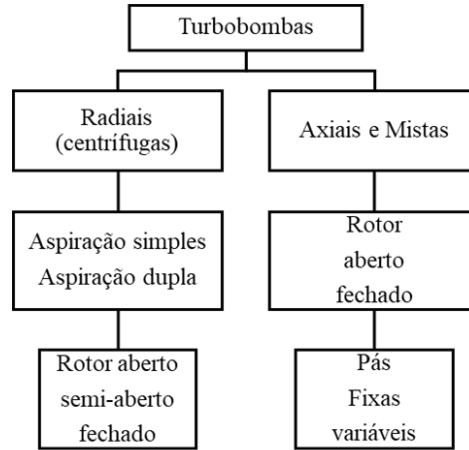 Turbobombas
Radiais
(centrífugas)
Axiais e Mistas
Aspiração simples
Aspiração dupla
Rotor
aberto
fechado
Rotor aberto
semi-aberto
fechado
Pás
Fixas
variáveis